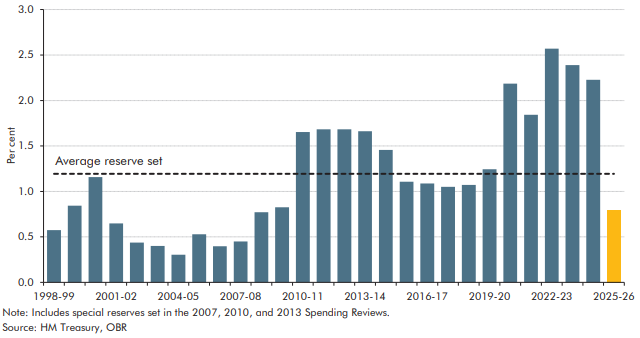 3.0
2.5
2.0
1.5
1.0
0.5
0.0
Per cent
Average reserve set
1998-99 2001-02 2004-05 2007-08 2010-11 2013-14 2016-17 2019-20 2022-23 2025-26
Note: Includes special reserves set in the 2007, 2010, and 2013 Spending Reviews.
Source: HM Treasury, OBR